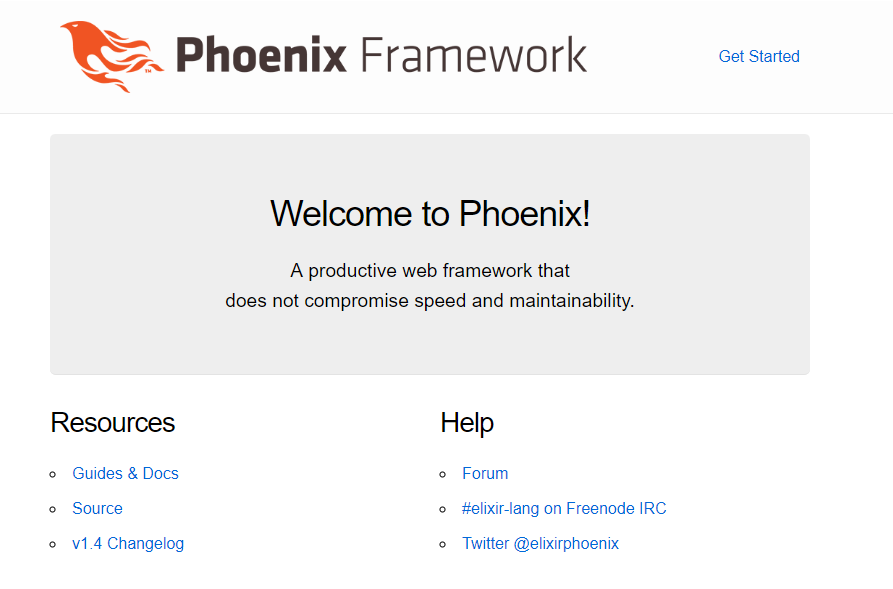 Phoenix Framework
TM
Get Started
Welcome to Phoenix!
A productive web framework that
does not compromise speed and maintainability.
Resources
Guides & Docs
Source
v1.4 Changelog
Help
Forum
#elixir-lang on Freenode IRC
Twitter @elixirphoenix